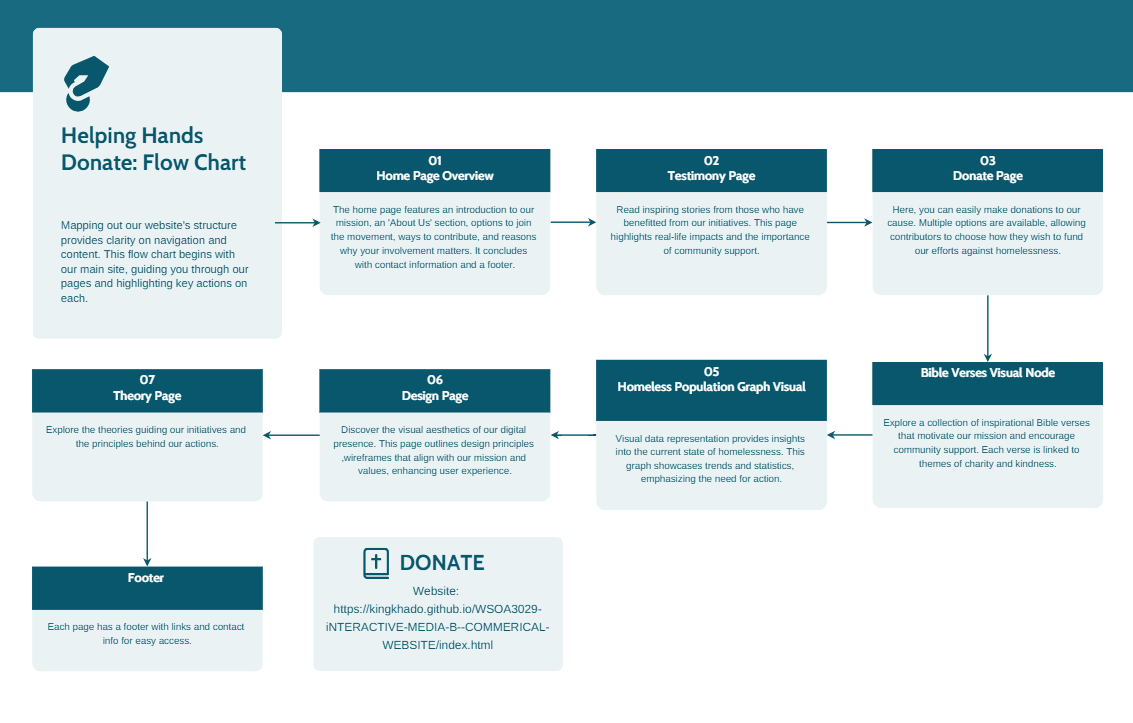 Helping Hands
Donate: Flow Chart
Mapping out our website's structure
provides clarity on navigation and
content. This flow chart begins with
our main site, guiding you through our
pages and highlighting key actions on
each.
01
Home Page Overview
The home page features an introduction to our
mission, an 'About Us' section, options to join
the movement, ways to contribute, and reasons
why your involvement matters. It concludes
with contact information and a footer.
02
Testimony Page
Read inspiring stories from those who have
benefitted from our initiatives. This page
highlights real-life impacts and the importance
of community support.
03
Donate Page
Here, you can easily make donations to our
cause. Multiple options are available, allowing
contributors to choose how they wish to fund
our efforts against homelessness.
Bible Verses Visual Node
Explore a collection of inspirational Bible verses
that motivate our mission and encourage
community support. Each verse is linked to
themes of charity and kindness.
05
Homeless Population Graph Visual
Visual data representation provides insights
into the current state of homelessness. This
graph showcases trends and statistics,
emphasizing the need for action.
06
Design Page
Discover the visual aesthetics of our digital
presence. This page outlines design principles
,wireframes that align with our mission and
values, enhancing user experience.
07
Theory Page
Explore the theories guiding our initiatives and
the principles behind our actions.
Footer
Each page has a footer with links and contact
info for easy access.
DONATE
Website:
https://kingkhado.github.io/WSOA3029-
iNTERACTIVE-MEDIA-B--COMMERICAL-
WEBSITE/index.html